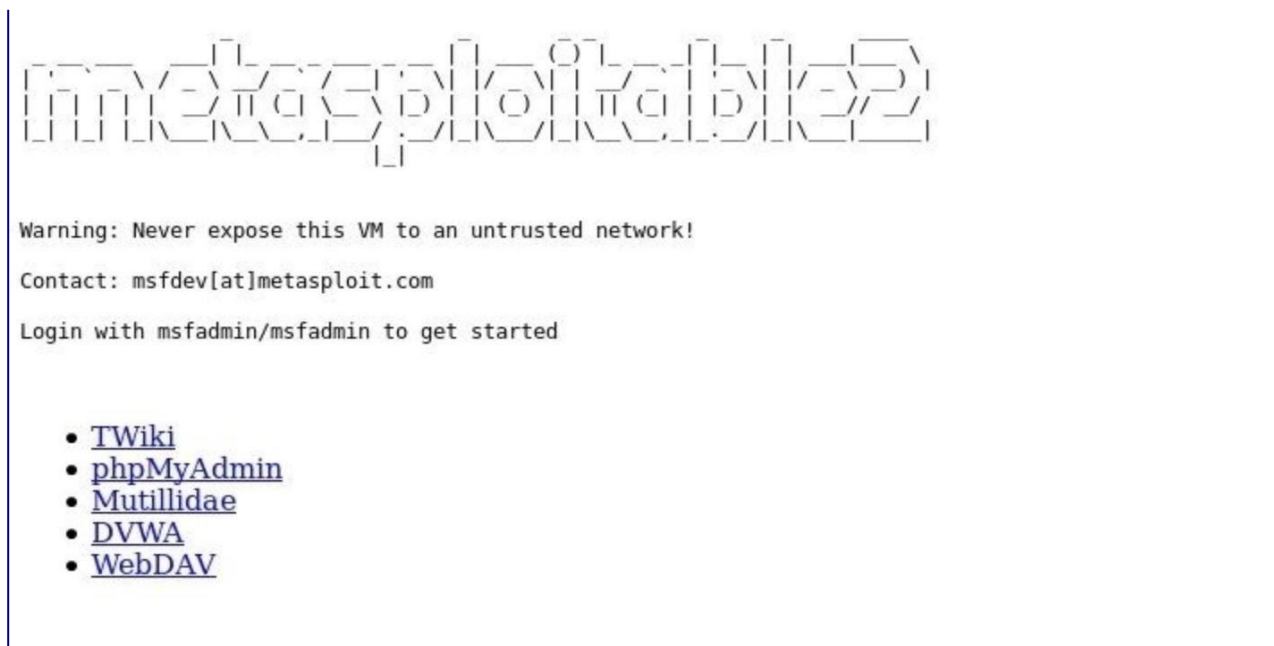 metasploitable2
Warning: Never expose this VM to an untrusted network!
Contact: msfdev[at]metasploit.com
Login with msfadmin/msfadmin to get started
TWiki
phpMyAdmin
Mutillidae
DVWA
WebDAV